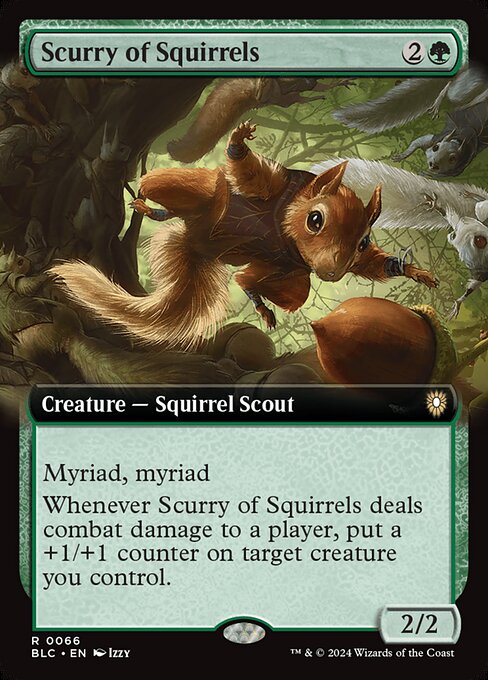 Scurry of Squirrels 2
Creature — Squirrel Scout
Myriad, myriad
Whenever Scurry of Squirrels deals
combat damage to a player, put a
+1/+1 counter on target creature
you control.
2/2
R 0066
BLC • EN Izzy
™ & © 2024 Wizards of the Coast